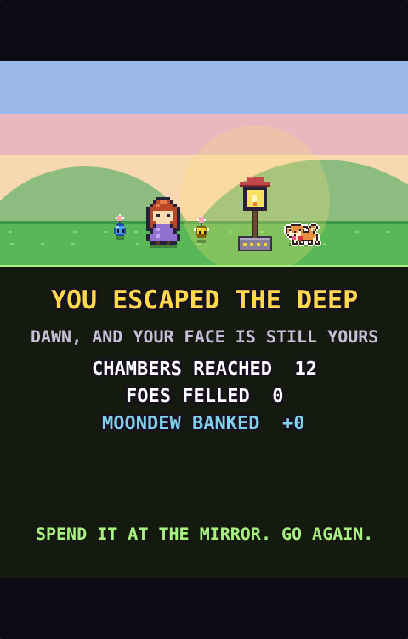 YOU ESCAPED THE DEEP
DAWN, AND YOUR FACE IS STILL YOURS
CHAMBERS REACHED 12
FOES FELLED 0
MOONDEW BANKED +0
SPEND IT AT THE MIRROR. GO AGAIN.